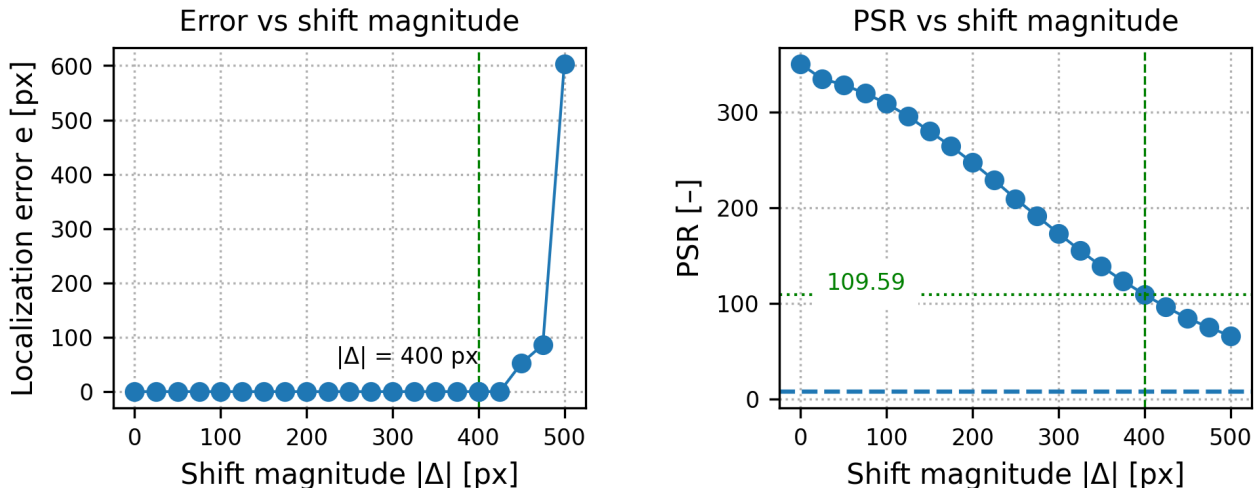 Error vs shift magnitude
Localization error e [px]
600
500
400
300
200
100
0
|Δ| = 400 px
0 100 200 300 400 500
Shift magnitude |Δ| [px]
PSR vs shift magnitude
PSR [–]
300
200
100
0
109.59
0 100 200 300 400 500
Shift magnitude |Δ| [px]